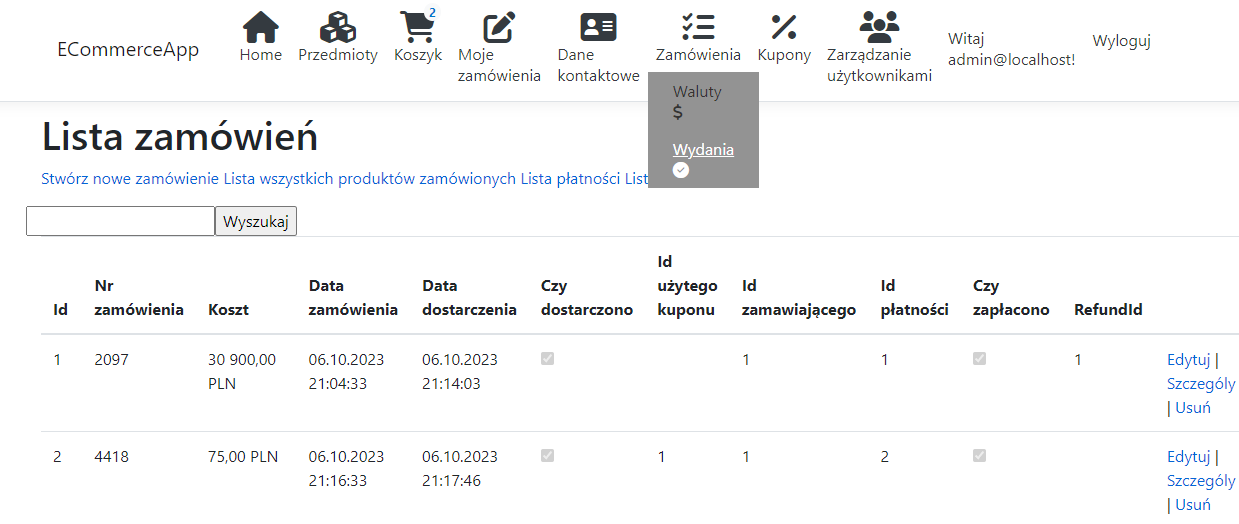 ECommerceApp
Home
Przedmioty
2
Koszyk
Moje
zamówienia
Dane
kontaktowe
Zamówienia
Kupony
Zarządzanie
użytkownikami
Witaj
admin@localhost!
Wyloguj
Waluty
$
Wydania
Lista zamówień
Stwórz nowe zamówienie Lista wszystkich produktów zamówionych Lista płatności List
Wyszukaj
Id
Nr
zamówienia
Koszt
Data
zamówienia
Data
dostarczenia
Czy
dostarczono
Id
użytego
kuponu
Id
zamawiającego
Id
płatności
Czy
zapłacono
RefundId
1
2097
30 900,00
PLN
06.10.2023
21:04:33
06.10.2023
21:14:03
1
1
1
Edytuj |
Szczegóły
| Usuń
2
4418
75,00 PLN
06.10.2023
21:16:33
06.10.2023
21:17:46
1
1
2
Edytuj |
Szczegóły
| Usuń